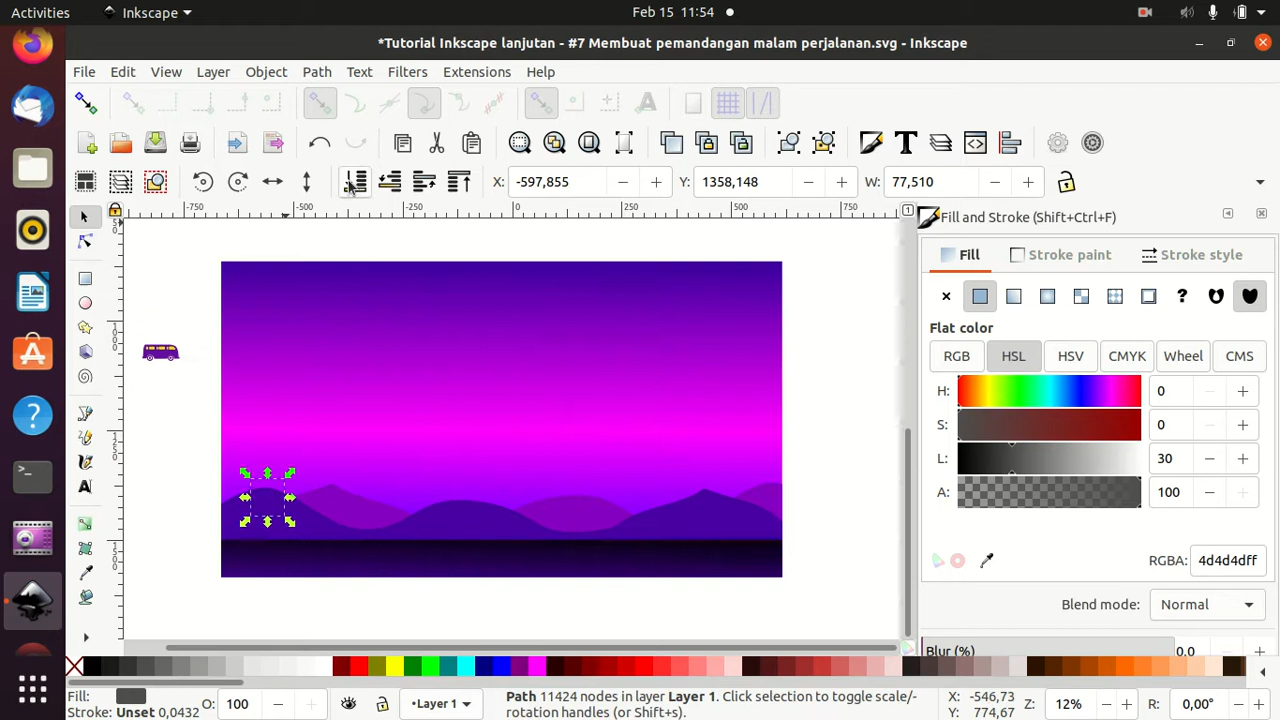 Activities
Inkscape
Feb 15 11:54
*Tutorial Inkscape lanjutan - #7 Membuat pemandangan malam perjalanan.svg - Inkscape
File Edit View Layer Object Path Text Filters Extensions Help
X: -597,855 Y: 1358,148 W: 77,510
-750 -500 -250 0 250 500 750
Fill and Stroke (Shift+Ctrl+F)
Fill Stroke paint Stroke style
Flat color
RGB HSL HSV CMYK Wheel CMS
H: 0
S: 0
L: 30
A: 100
RGBA: 4d4d4dff
Blend mode: Normal
Blur (%) 0.0
Fill:
Stroke: Unset 0,0432
O: 100
•Layer 1
Path 11424 nodes in layer Layer 1. Click selection to toggle scale/-
rotation handles (or Shift+s).
X: -546,73
Y: 774,67
Z: 12%
R: 0,00°